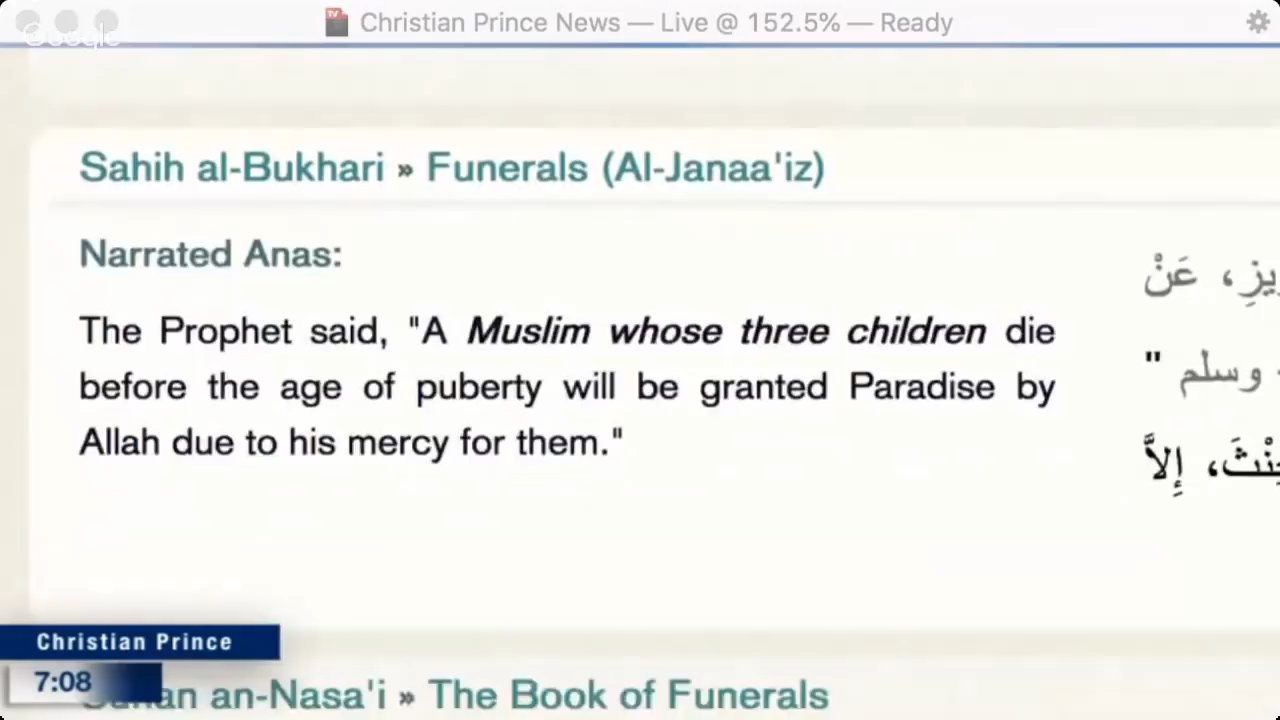 Christian Prince News — Live @ 152.5% — Ready
Google
Sahih al-Bukhari » Funerals (Al-Janaa'iz)
Narrated Anas:
The Prophet said, "A Muslim whose three children die
before the age of puberty will be granted Paradise by
Allah due to his mercy for them."
عَنْ
وسلم "
إِلاَّ
Christian Prince
7:08
an-Nasa'i » The Book of Funerals